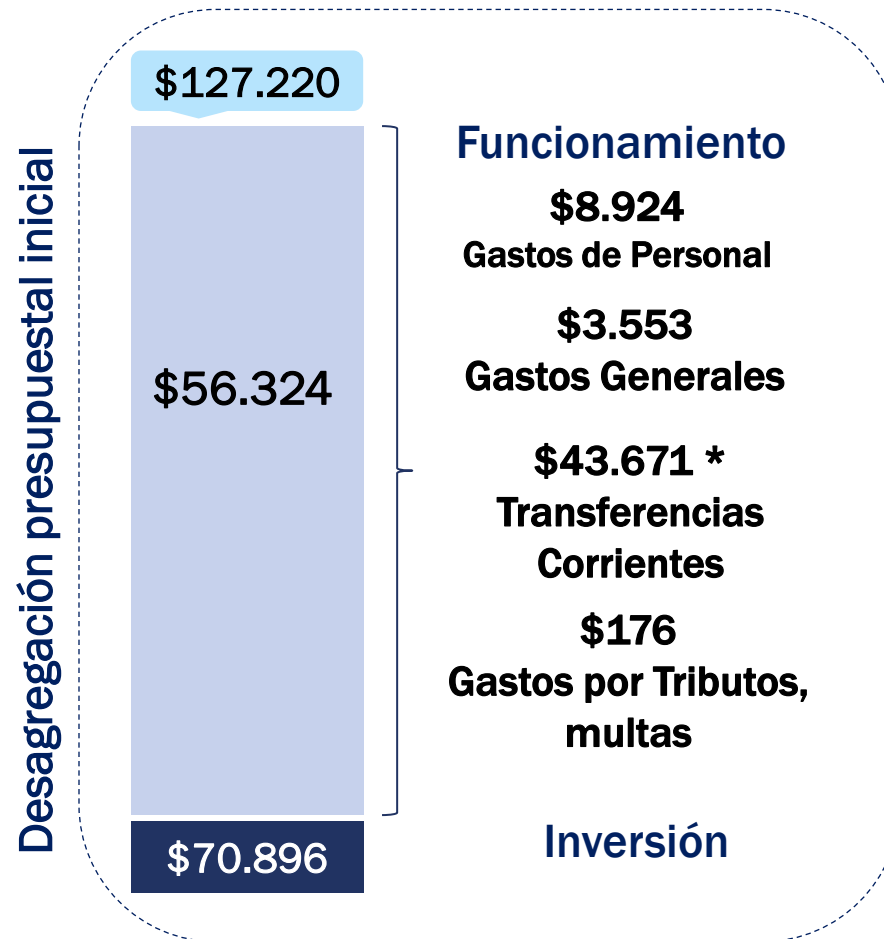 Desagregación presupuestal inicial
$127.220
$56.324
$70.896
Funcionamiento
$8.924
Gastos de Personal
$3.553
Gastos Generales
$43.671 *
Transferencias
Corrientes
$176
Gastos por Tributos,
multas
Inversión